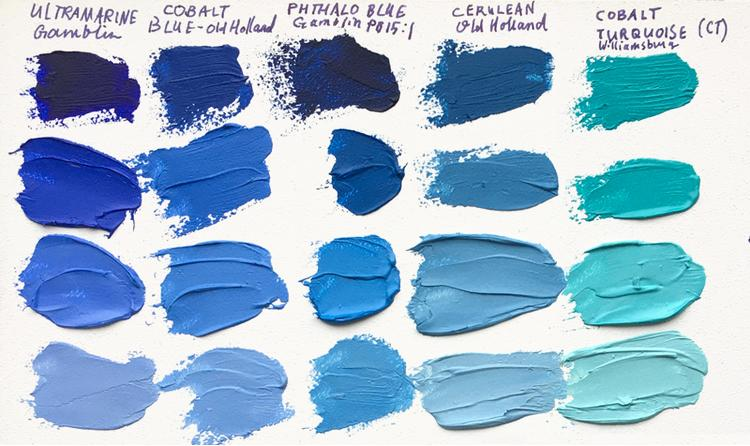 ULTRAMARINE
Gamblin
COBALT
BLUE-old Holland
PHTHALO BLUE
Gamblin PB15:1
CERULEAN
Old Holland
COBALT
TURQUOISE (CT)
Williamsburg